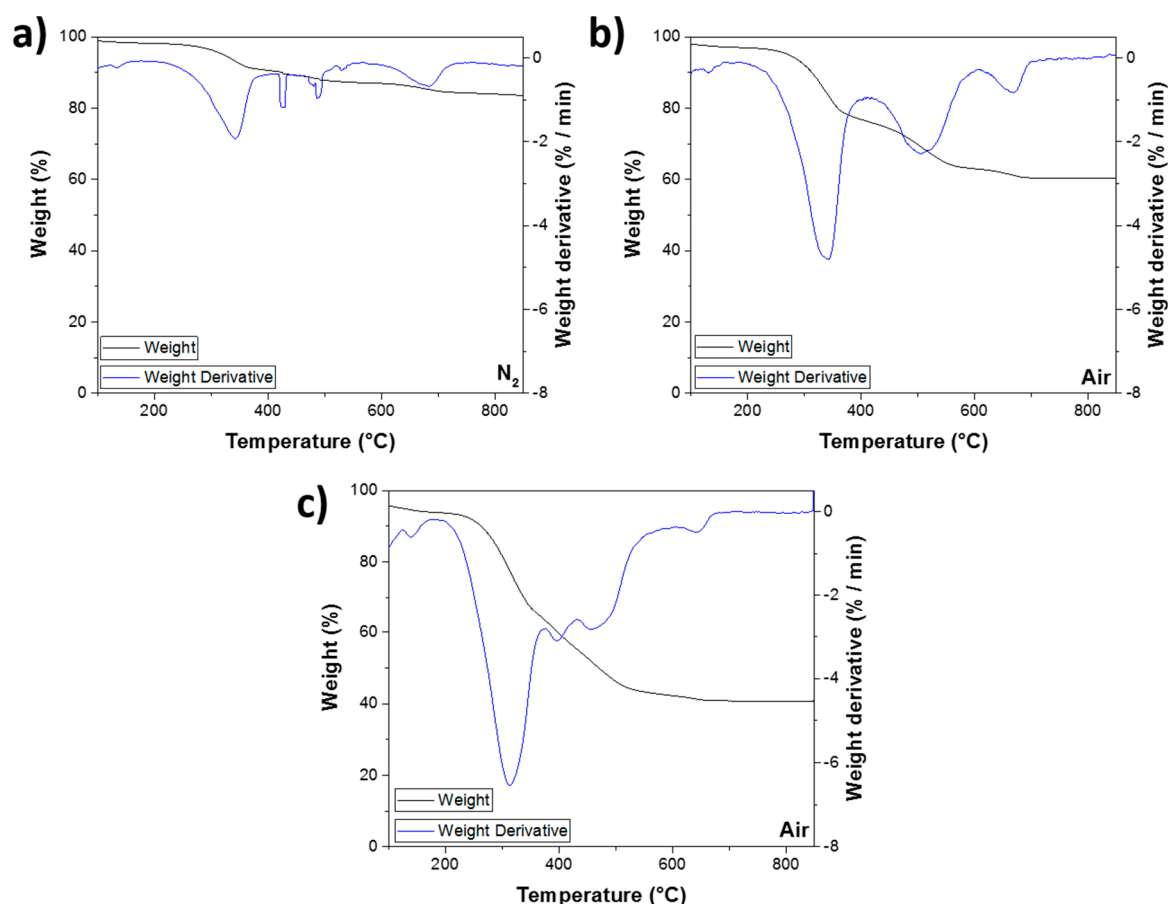 a)
100
80
60
40
20
0
Weight (%)
0
-2
-4
-6
-8
Weight derivative (% / min)
Weight
Weight Derivative
N2
200
400
600
800
Temperature (°C)
b)
100
80
60
40
20
0
Weight (%)
0
-2
-4
-6
-8
Weight derivative (% / min)
Weight
Weight Derivative
Air
200
400
600
800
Temperature (°C)
c)
100
80
60
40
20
0
Weight (%)
0
-2
-4
-6
-8
Weight derivative (% / min)
Weight
Weight Derivative
Air
200
400
600
800
Temperature (°C)